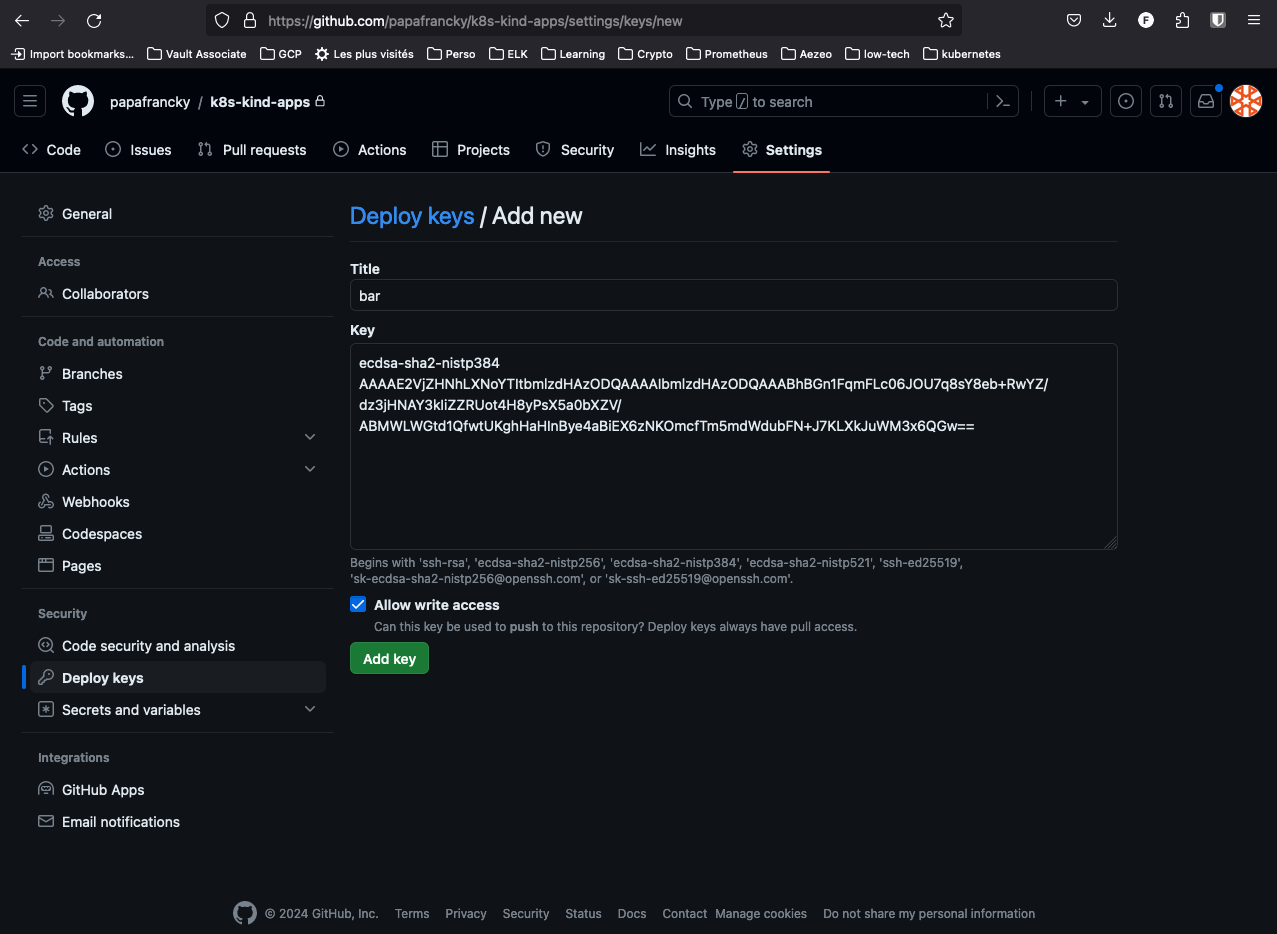 https://github.com/papafrancky/k8s-kind-apps/settings/keys/new
F
Import bookmarks... Vault Associate GCP Les plus visités Perso ELK Learning Crypto Prometheus Aezeo low-tech kubernetes
papafrancky / k8s-kind-apps Type / to search
Code Issues Pull requests Actions Projects Security Insights Settings
General
Access
Collaborators
Code and automation
Branches
Tags
Rules
Actions
Webhooks
Codespaces
Pages
Security
Code security and analysis
Deploy keys
Secrets and variables
Integrations
GitHub Apps
Email notifications
Deploy keys / Add new
Title
bar
Key
ecdsa-sha2-nistp384
AAAAE2VjZHNhLXNoYTItbmlzdHAzODQAAAAIbmlzdHAzODQAAABhBGn1FqmFLc06JOU7q8sY8eb+RwYZ/
dz3jHNAY3kliZZRUot4H8yPsX5a0bXZV/
ABMWLWGtd1QfwtUKghHaHInBye4aBiEX6zNKOmcfTm5mdWdubFN+J7KLXkJuWM3x6QGw==
Begins with 'ssh-rsa', 'ecdsa-sha2-nistp256', 'ecdsa-sha2-nistp384', 'ecdsa-sha2-nistp521', 'ssh-ed25519',
'sk-ecdsa-sha2-nistp256@openssh.com', or 'sk-ssh-ed25519@openssh.com'.
Allow write access
Can this key be used to push to this repository? Deploy keys always have pull access.
Add key
© 2024 GitHub, Inc. Terms Privacy Security Status Docs Contact Manage cookies Do not share my personal information